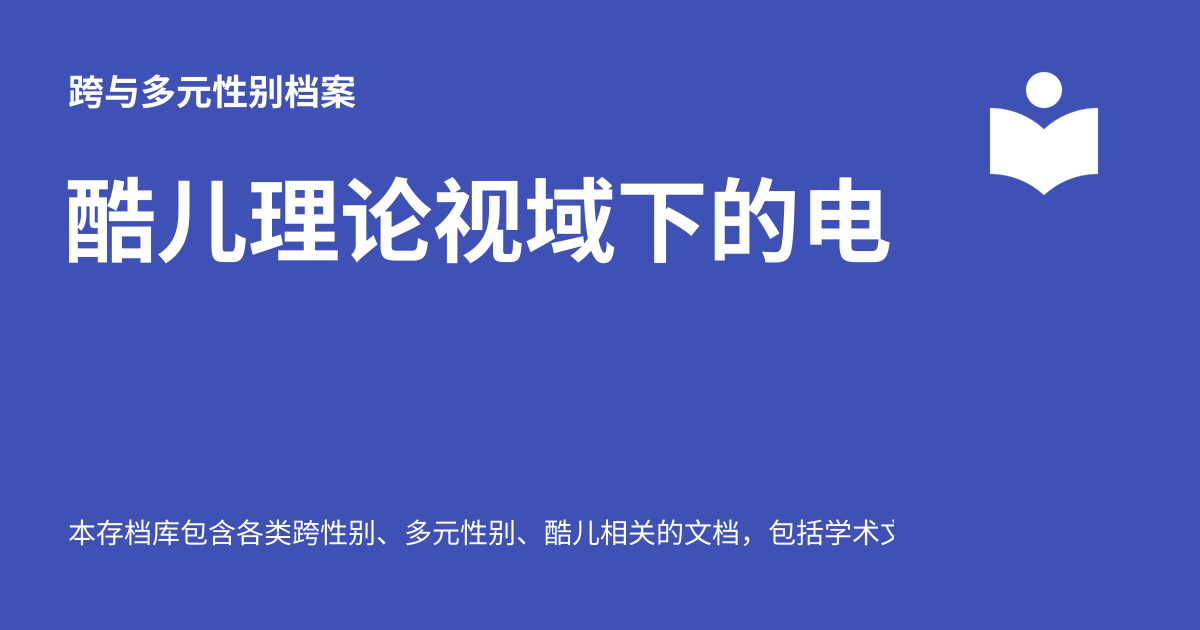 跨与多元性别档案
酷儿理论视域下的电
本存档库包含各类跨性别、多元性别、酷儿相关的文档，包括学术